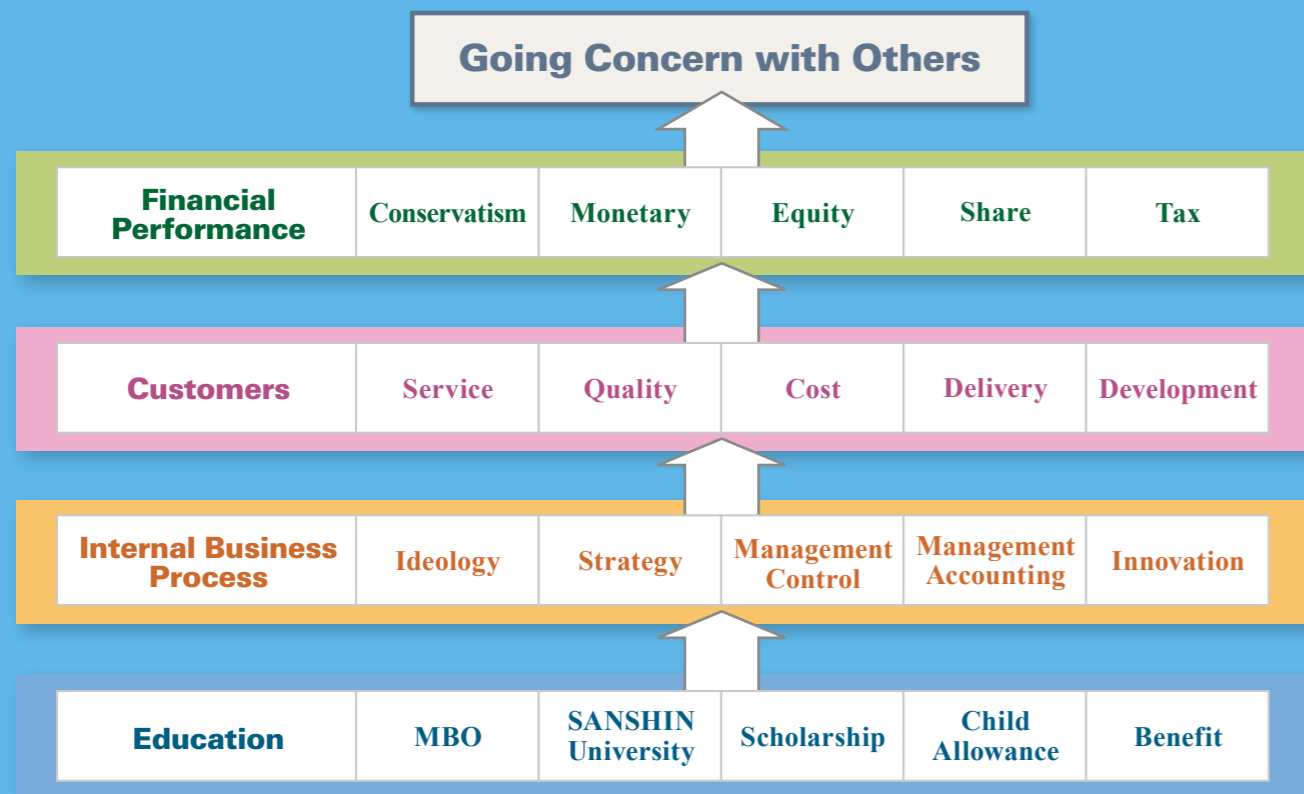 Going Concern with Others
Financial
Performance
Conservatism
Monetary
Equity
Share
Tax
Customers
Service
Quality
Cost
Delivery
Development
Internal Business
Process
Ideology
Strategy
Management
Control
Management
Accounting
Innovation
Education
MBO
SANSHIN
University
Scholarship
Child
Allowance
Benefit